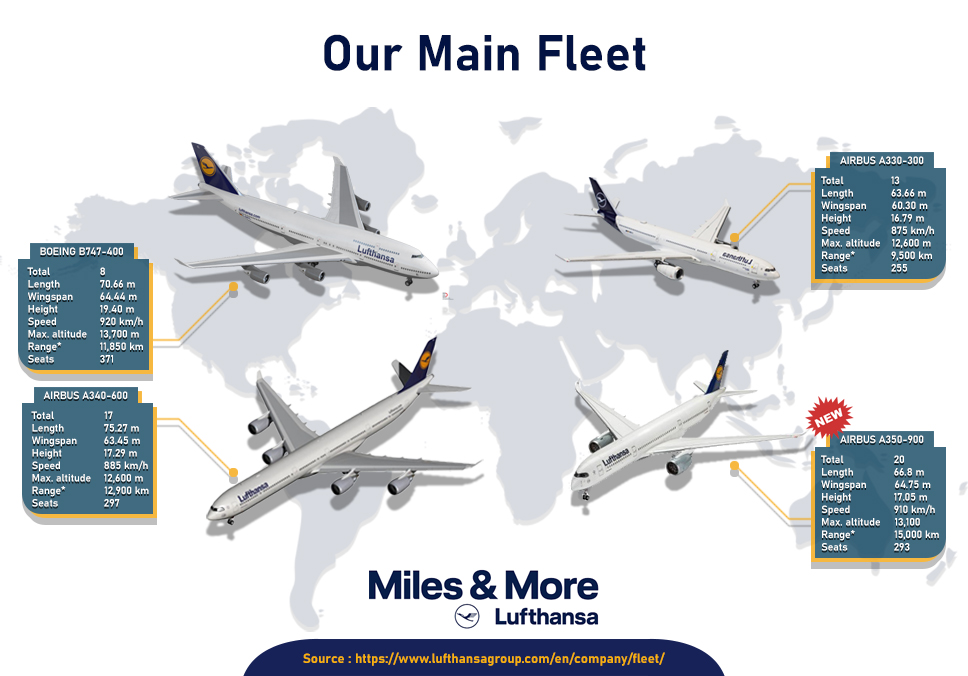 Our Main Fleet
BOEING B747-400
Total 8
Length 70.66 m
Wingspan 64.44 m
Height 19.40 m
Speed 920 km/h
Max. altitude 13,700 m
Range* 11,850 km
Seats 371
AIRBUS A330-300
Total 13
Length 63.66 m
Wingspan 60.30 m
Height 16.79 m
Speed 875 km/h
Max. altitude 12,600 m
Range* 9,500 km
Seats 255
AIRBUS A340-600
Total 17
Length 75.27 m
Wingspan 63.45 m
Height 17.29 m
Speed 885 km/h
Max. altitude 12,600 m
Range* 12,900 km
Seats 297
NEW
AIRBUS A350-900
Total 20
Length 66.8 m
Wingspan 64.75 m
Height 17.05 m
Speed 910 km/h
Max. altitude 13,100
Range* 15,000 km
Seats 293
Lufthansa
Lufthansa
Lufthansa
Lufthansa
Miles & More
Lufthansa
Source : https://www.lufthansagroup.com/en/company/fleet/